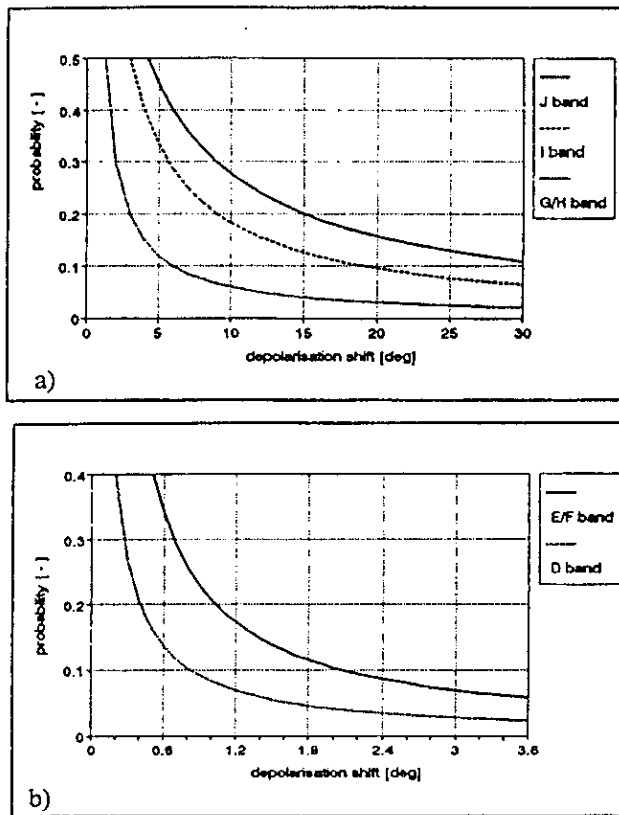 0.5
0.4
0.3
0.2
0.1
0
probability [ - ]
0 5 10 15 20 25 30
depolarisation shift [deg]
J band
I band
G/H band
a)
0.4
0.3
0.2
0.1
0
probability [ - ]
0 0.6 1.2 1.8 2.4 3 3.6
depolarisation shift [deg]
E/F band
D band
b)